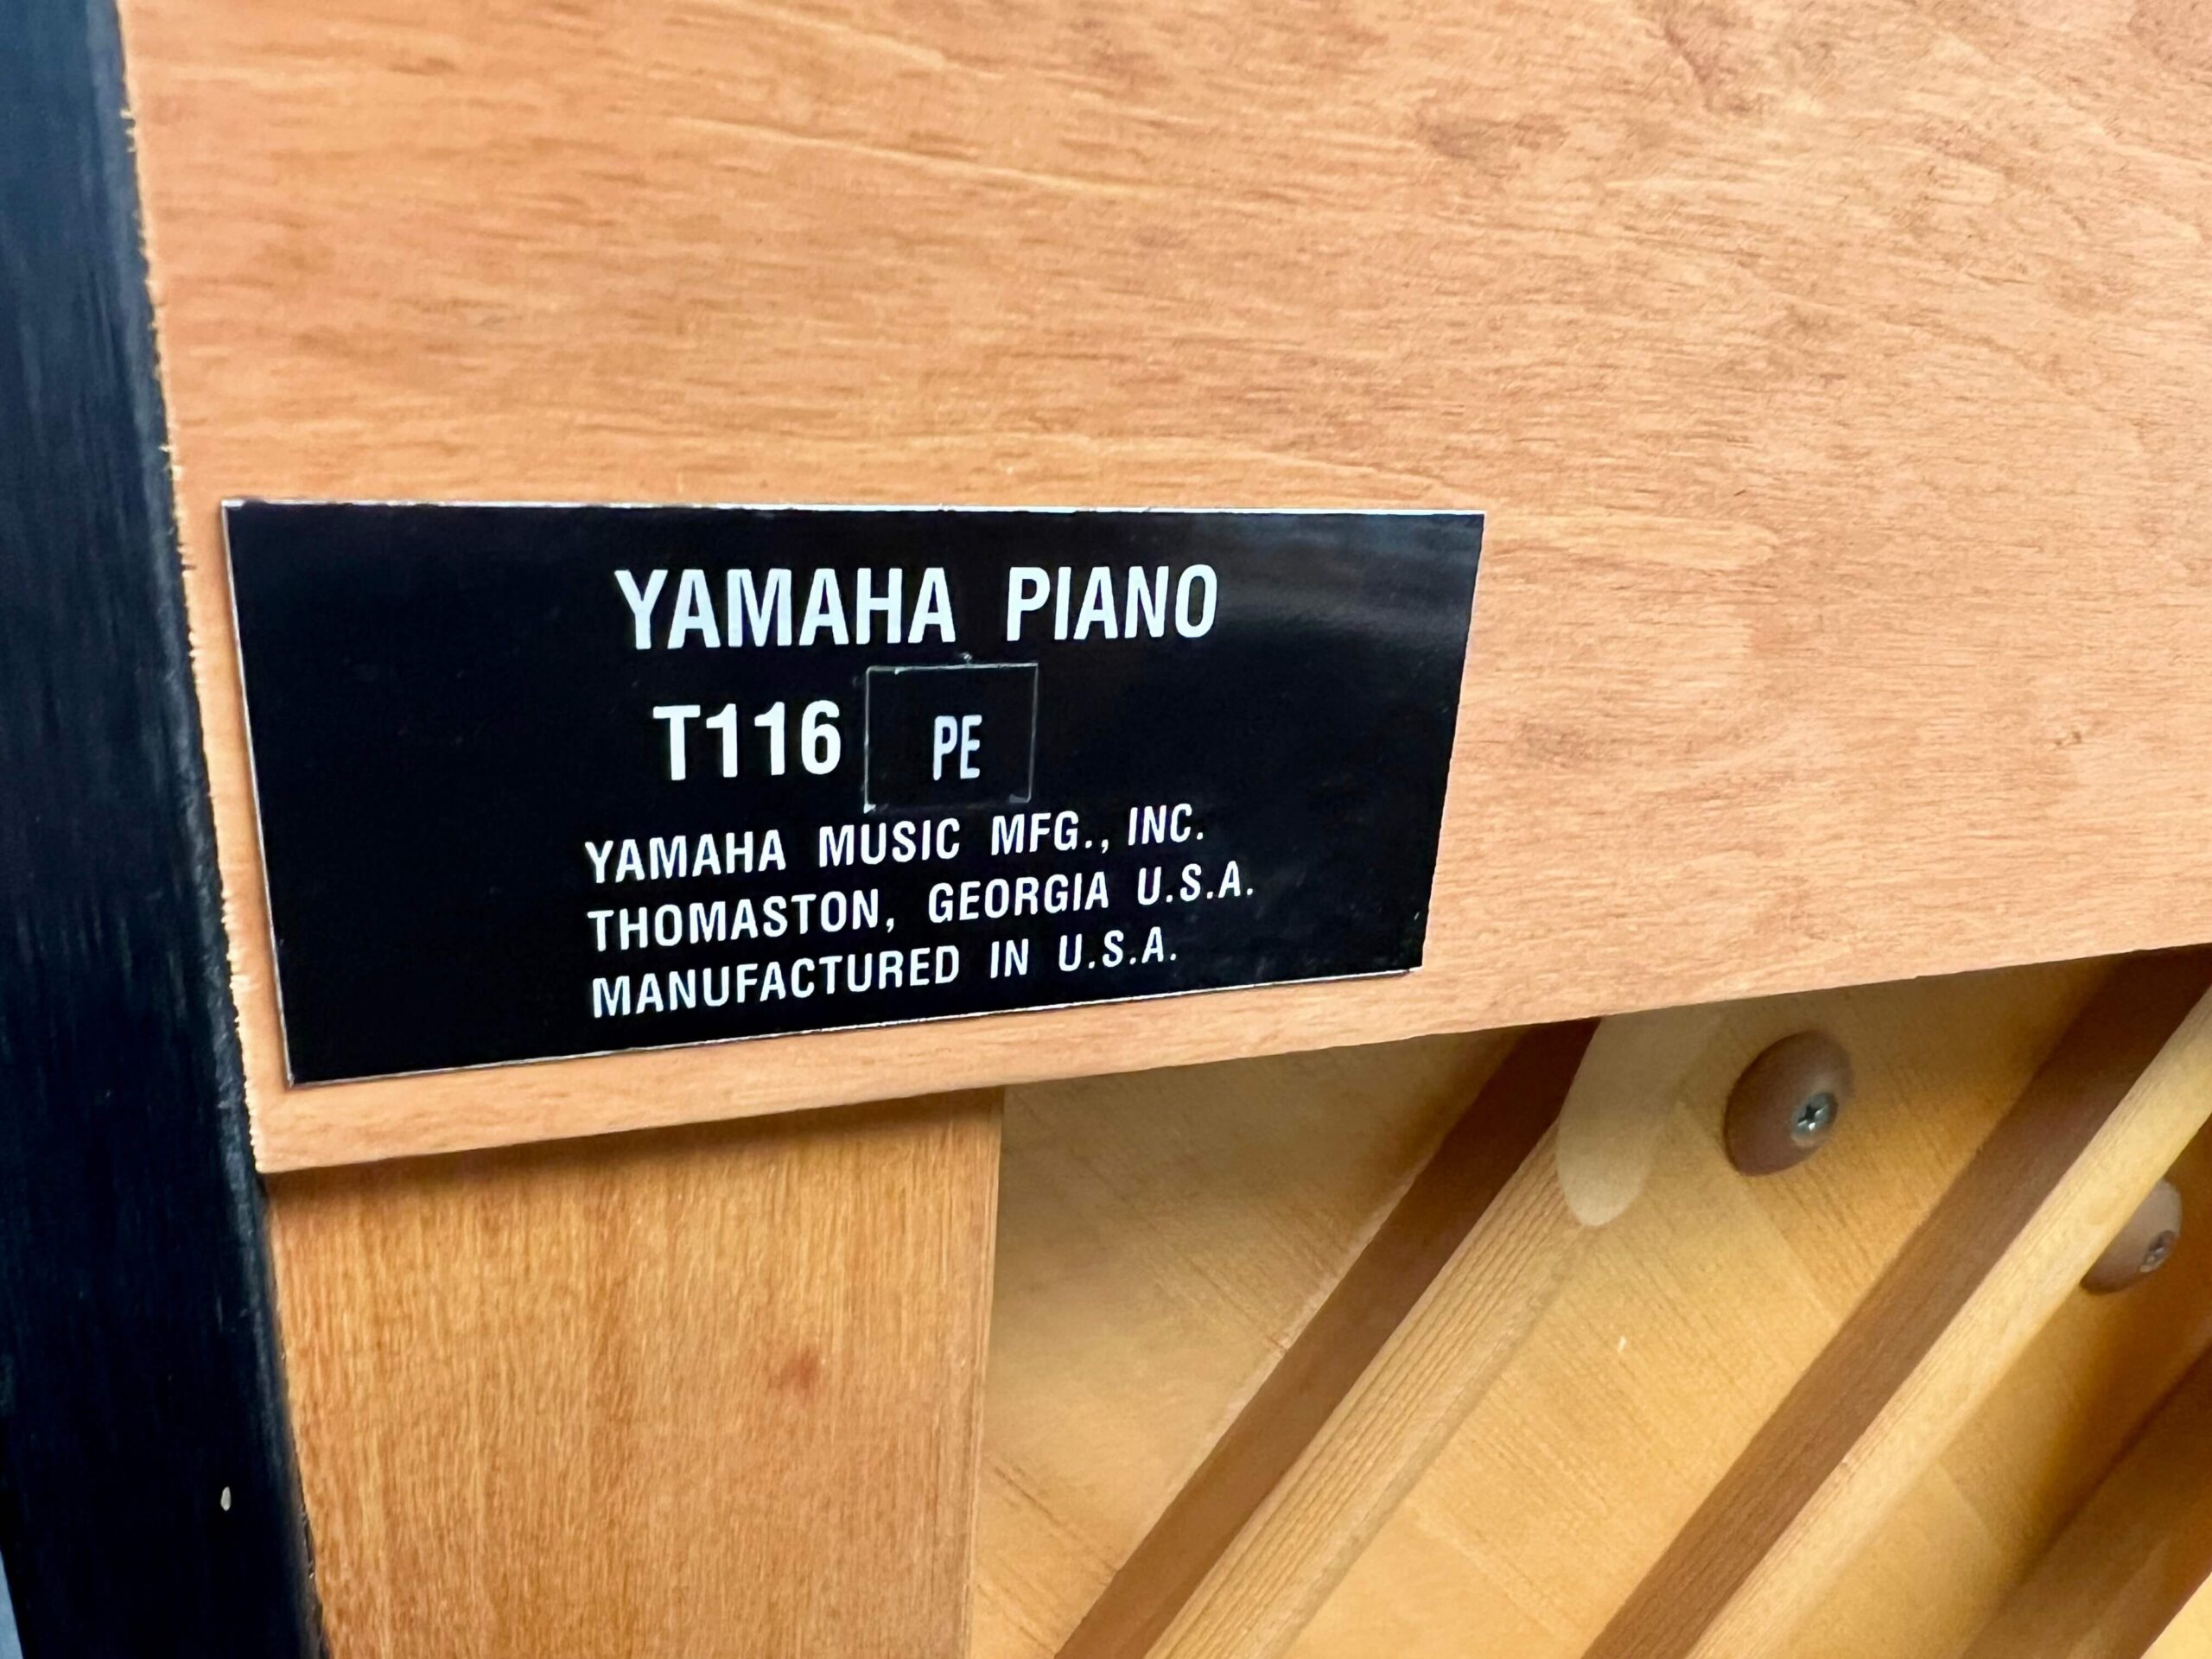 YAMAHA PIANO
T116 PE
YAMAHA MUSIC MFG., INC.
THOMASTON, GEORGIA U.S.A.
MANUFACTURED IN U.S.A.